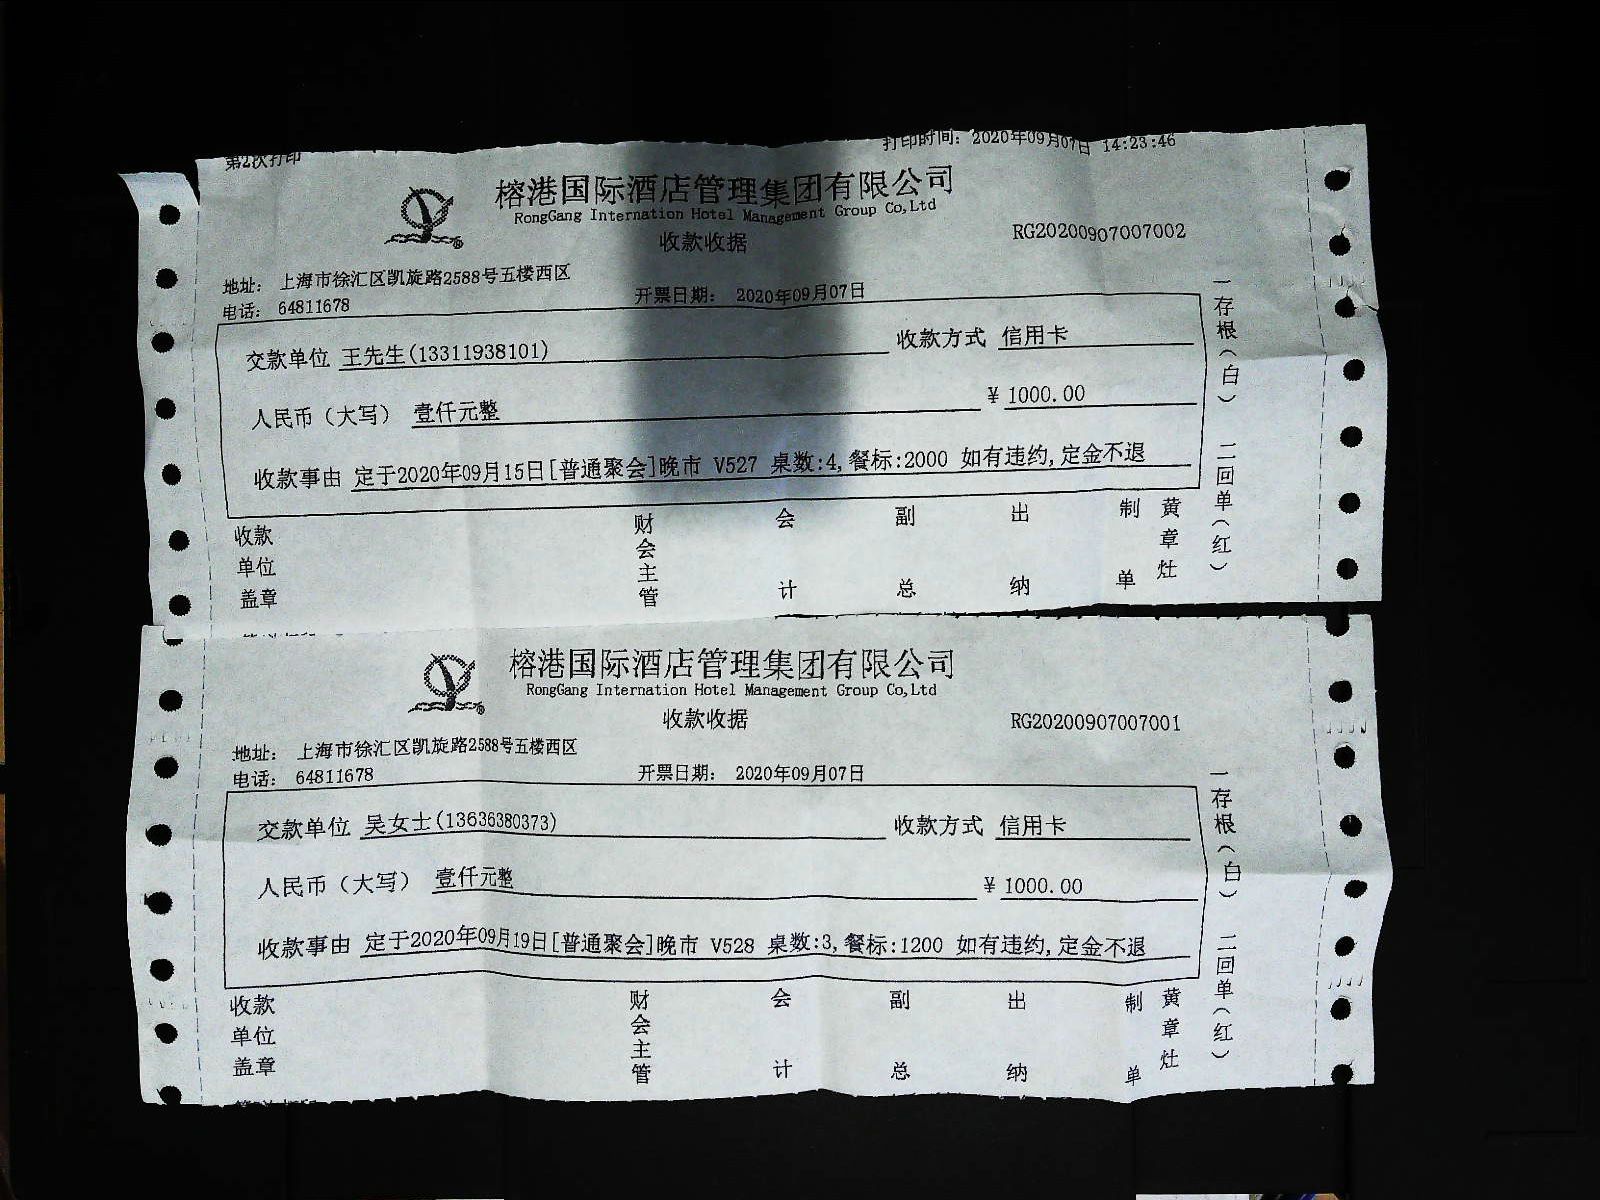 第2次打印
打印时间：2020年09月07日 14:23:46
榕港国际酒店管理集团有限公司
RongGang Internation Hotel Management Group Co,Ltd
收款收据
RG20200907007002
地址： 上海市徐汇区凯旋路2588号五楼西区
电话： 64811678
开票日期： 2020年09月07日
交款单位 王先生(13311938101) 收款方式 信用卡
人民币（大写） 壹仟元整 ¥ 1000.00
收款事由 定于2020年09月15日[普通聚会]晚市 V527 桌数:4,餐标:2000 如有违约,定金不退
收款单位盖章 财会主管 会计 副总 出纳 制单 黄章灶
一存根（白） 二回单（红）
榕港国际酒店管理集团有限公司
RongGang Internation Hotel Management Group Co,Ltd
收款收据
RG20200907007001
地址： 上海市徐汇区凯旋路2588号五楼西区
电话： 64811678
开票日期： 2020年09月07日
交款单位 吴女士(13636380373) 收款方式 信用卡
人民币（大写） 壹仟元整 ¥ 1000.00
收款事由 定于2020年09月19日[普通聚会]晚市 V528 桌数:3,餐标:1200 如有违约,定金不退
收款单位盖章 财会主管 会计 副总 出纳 制单 黄章灶
一存根（白） 二回单（红）